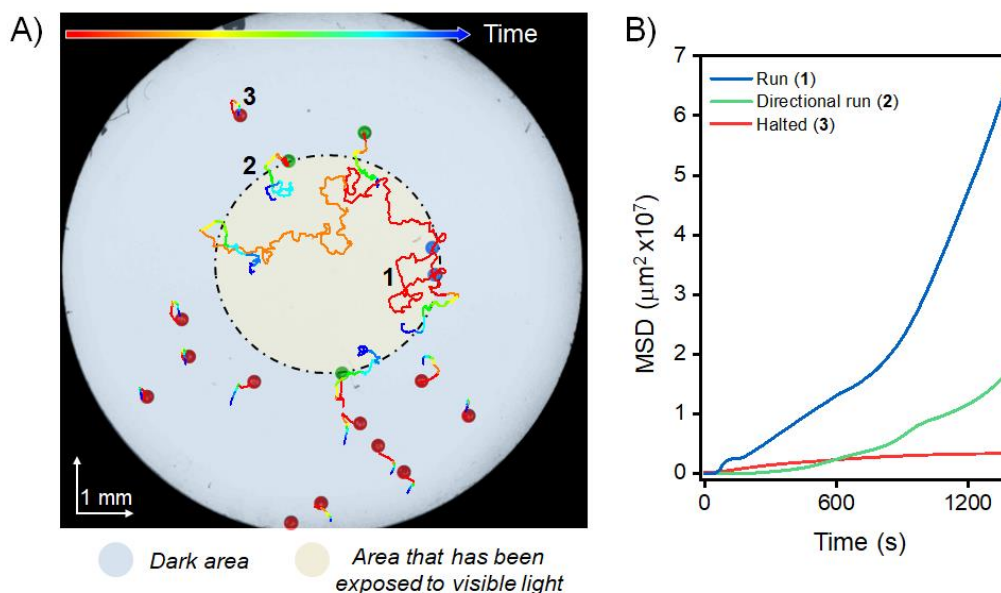 A)
Time
3
2
1
1 mm
Dark area
Area that has been
exposed to visible light
B)
7
6
5
4
3
2
1
0
MSD (μm² x10⁷)
Run (1)
Directional run (2)
Halted (3)
0
600
1200
Time (s)